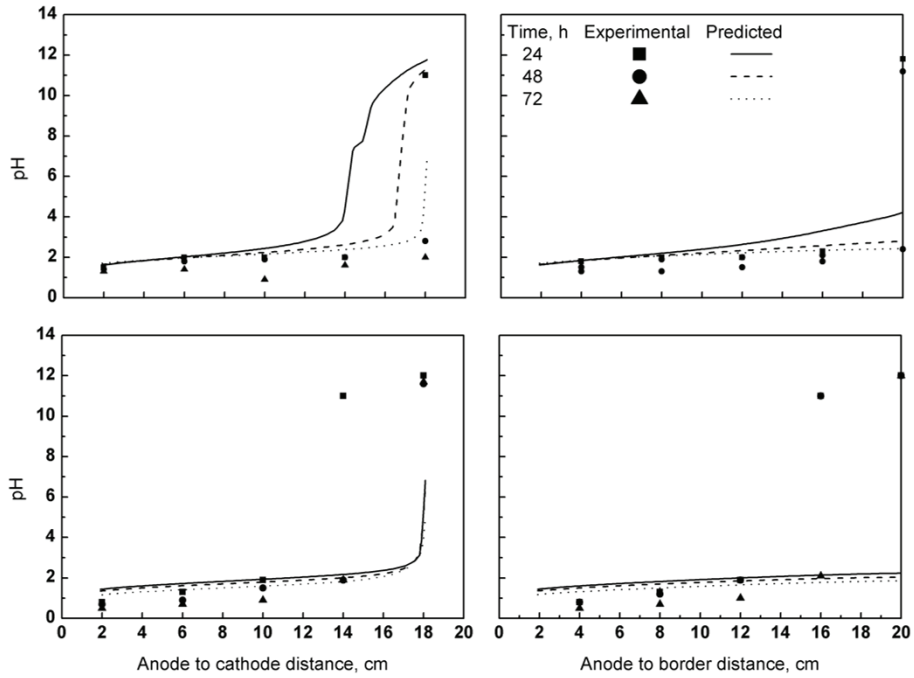 14
12
10
8
6
4
2
0
pH
Time, h Experimental Predicted
24
48
72
14
12
10
8
6
4
2
0
pH
0 2 4 6 8 10 12 14 16 18 20
Anode to cathode distance, cm
0 2 4 6 8 10 12 14 16 18 20
Anode to border distance, cm